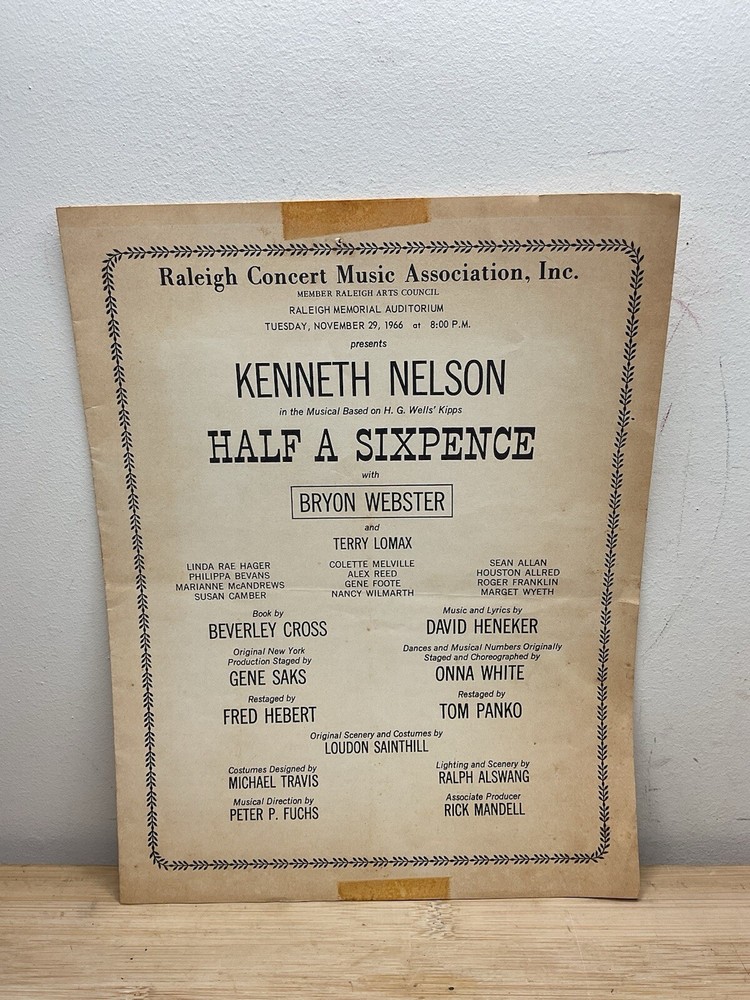 Raleigh Concert Music Association, Inc.
MEMBER RALEIGH ARTS COUNCIL
RALEIGH MEMORIAL AUDITORIUM
TUESDAY, NOVEMBER 29, 1966 at 8:00 P.M.
presents
KENNETH NELSON
in the Musical Based on H. G. Wells' Kipps
HALF A SIXPENCE
with
BRYON WEBSTER
and
TERRY LOMAX
LINDA RAE HAGER
PHILIPPA BEVANS
MARIANNE McANDREWS
SUSAN CAMBER
COLETTE MELVILLE
ALEX REED
GENE FOOTE
NANCY WILMARTH
SEAN ALLAN
HOUSTON ALLRED
ROGER FRANKLIN
MARGET WYETH
Book by
BEVERLEY CROSS
Music and Lyrics by
DAVID HENEKER
Original New York
Production Staged by
GENE SAKS
Dances and Musical Numbers Originally
Staged and Choreographed by
ONNA WHITE
Restaged by
FRED HEBERT
Restaged by
TOM PANKO
Original Scenery and Costumes by
LOUDON SAINTHILL
Costumes Designed by
MICHAEL TRAVIS
Lighting and Scenery by
RALPH ALSWANG
Musical Direction by
PETER P. FUCHS
Associate Producer
RICK MANDELL